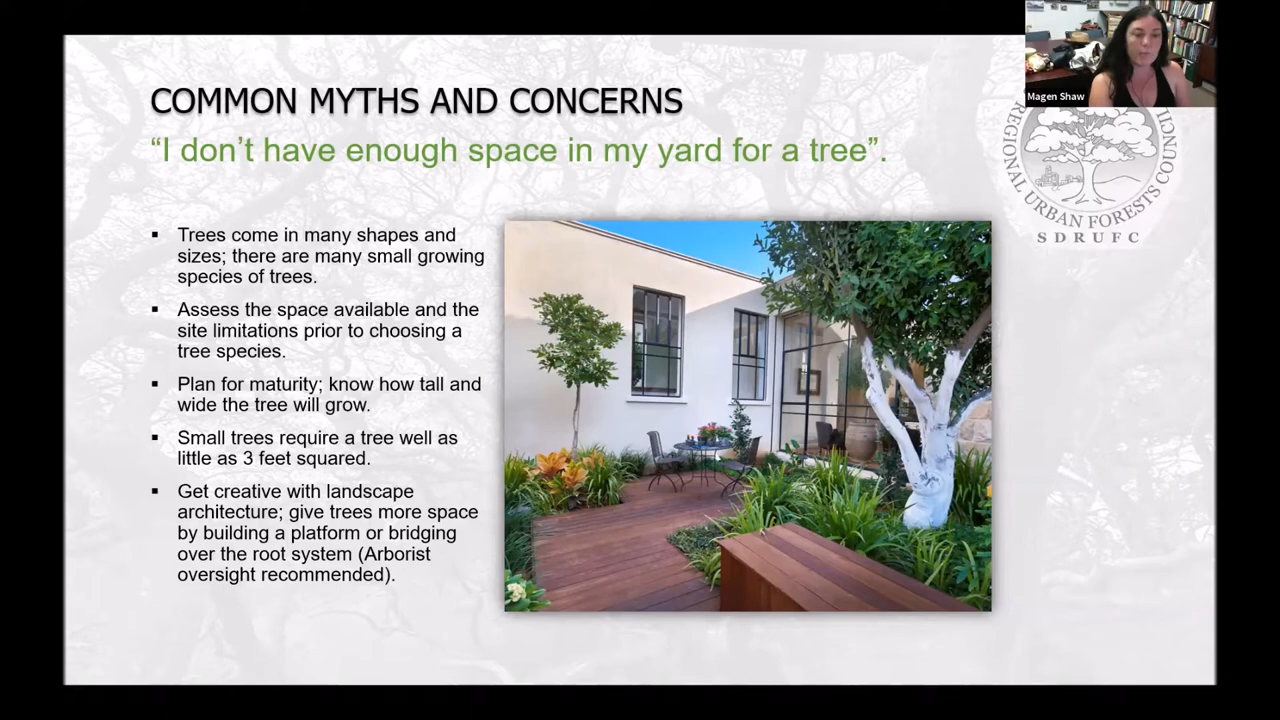 COMMON MYTHS AND CONCERNS
“I don’t have enough space in my yard for a tree”.
▪ Trees come in many shapes and
sizes; there are many small growing
species of trees.
▪ Assess the space available and the
site limitations prior to choosing a
tree species.
▪ Plan for maturity; know how tall and
wide the tree will grow.
▪ Small trees require a tree well as
little as 3 feet squared.
▪ Get creative with landscape
architecture; give trees more space
by building a platform or bridging
over the root system (Arborist
oversight recommended).
Magen Shaw
REGIONAL URBAN FORESTS COUNCIL
SDRUFC